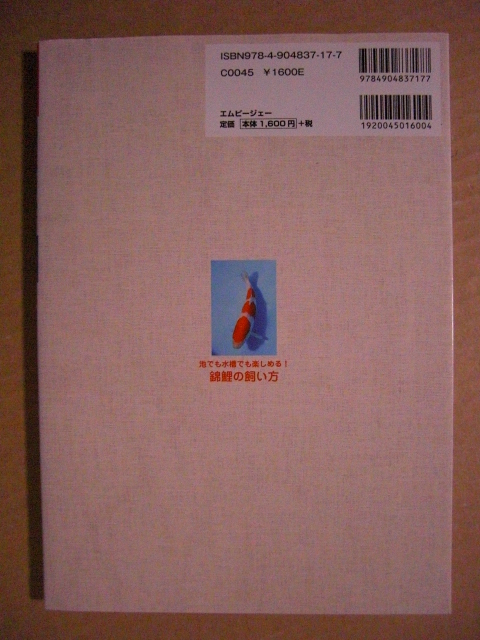 ISBN978-4-904837-17-7
C0045 ¥1600E
エムピージェー
定価 本体1,600円+税
9784904837177
1920045016004
池でも水槽でも楽しめる!
錦鯉の飼い方